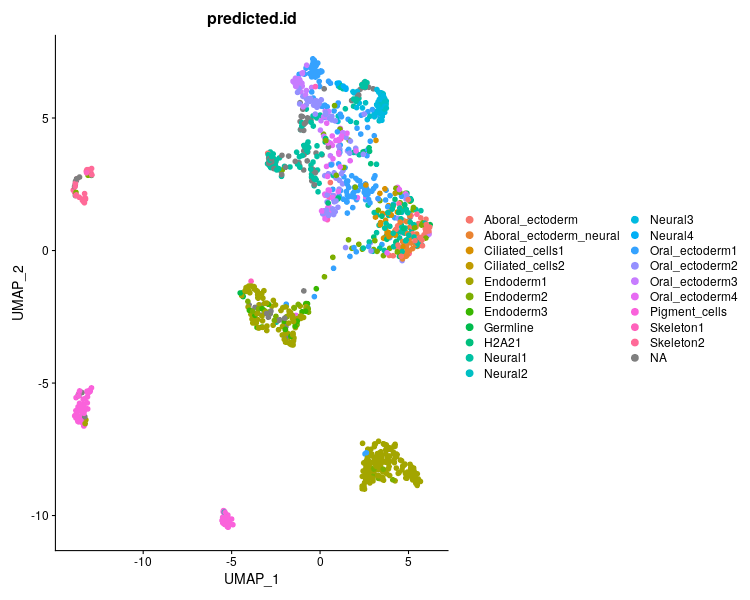 predicted.id
5
0
-5
-10
-10
-5
0
5
UMAP_1
UMAP_2
Aboral_ectoderm
Aboral_ectoderm_neural
Ciliated_cells1
Ciliated_cells2
Endoderm1
Endoderm2
Endoderm3
Germline
H2A21
Neural1
Neural2
Neural3
Neural4
Oral_ectoderm1
Oral_ectoderm2
Oral_ectoderm3
Oral_ectoderm4
Pigment_cells
Skeleton1
Skeleton2
NA